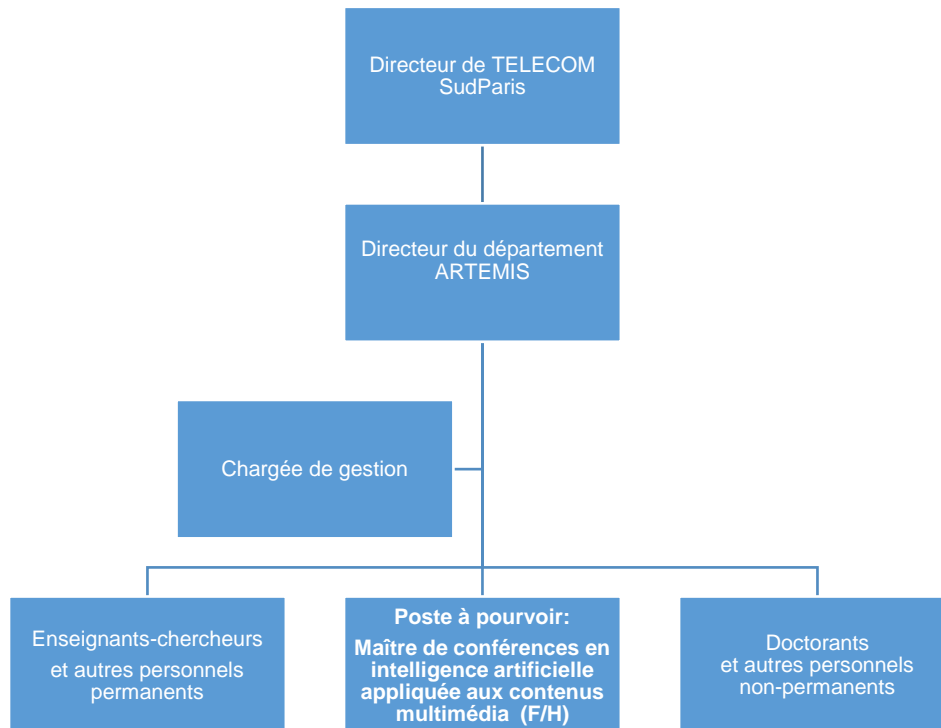 Directeur de TELECOM
SudParis
Directeur du département
ARTEMIS
Chargée de gestion
Enseignants-chercheurs
et autres personnels
permanents
Poste à pourvoir:
Maître de conférences en
intelligence artificielle
appliquée aux contenus
multimédia (F/H)
Doctorants
et autres personnels
non-permanents